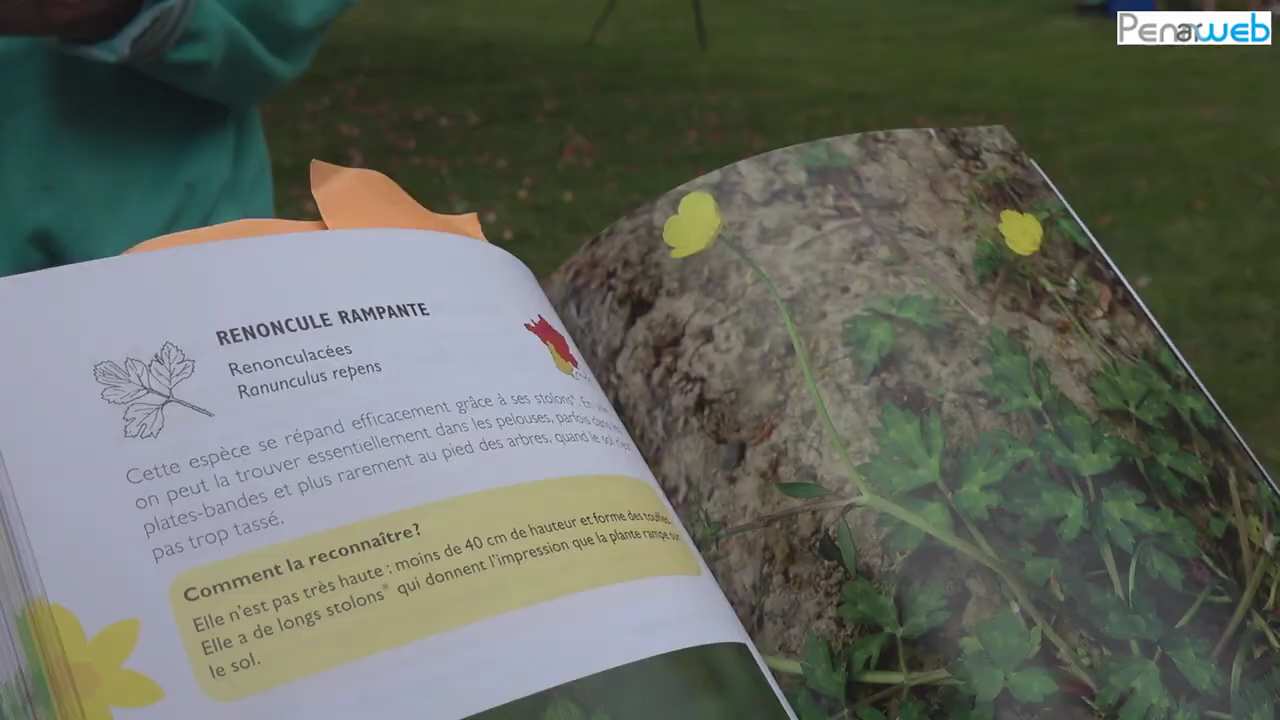 Penarweb
RENONCULE RAMPANTE
Renonculacées
Ranunculus repens
Cette espèce se répand efficacement grâce à ses stolons*. En
on peut la trouver essentiellement dans les pelouses, parfois dans
plates-bandes et plus rarement au pied des arbres, quand le sol n'est
pas trop tassé.
Comment la reconnaître?
Elle n'est pas très haute : moins de 40 cm de hauteur et forme des touffes.
Elle a de longs stolons* qui donnent l'impression que la plante rampe sur
le sol.